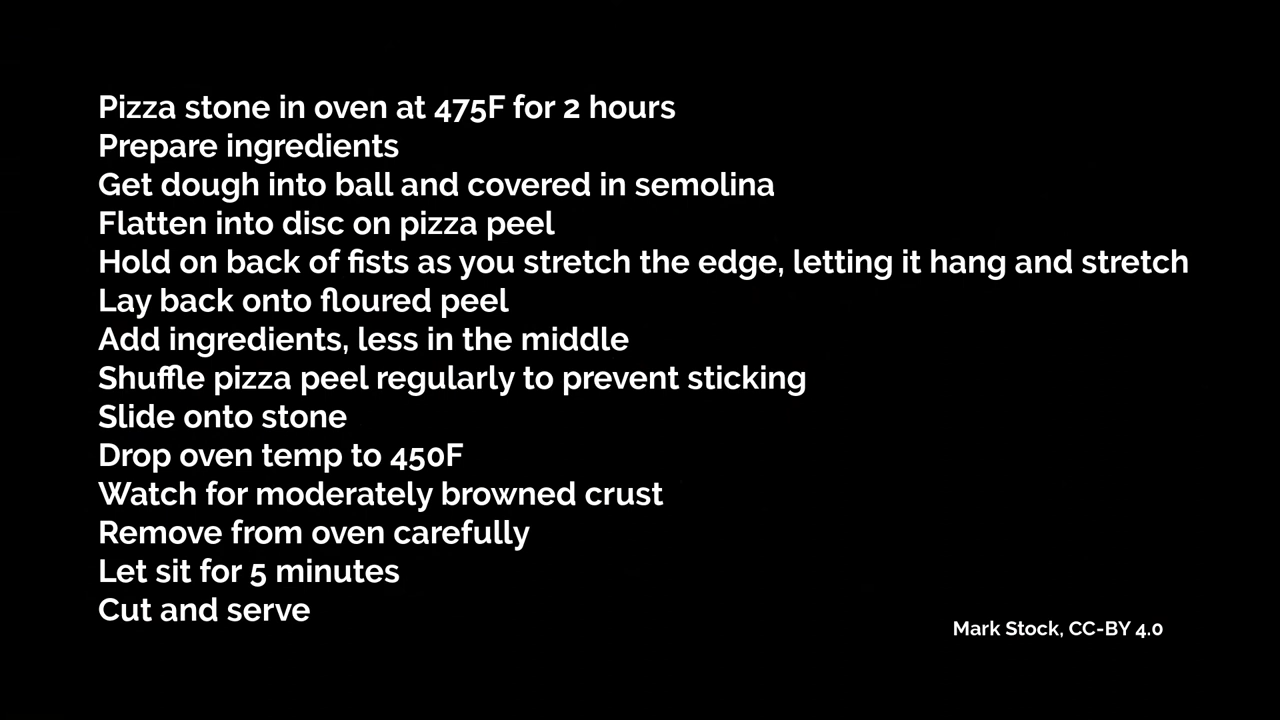 Pizza stone in oven at 475F for 2 hours
Prepare ingredients
Get dough into ball and covered in semolina
Flatten into disc on pizza peel
Hold on back of fists as you stretch the edge, letting it hang and stretch
Lay back onto floured peel
Add ingredients, less in the middle
Shuffle pizza peel regularly to prevent sticking
Slide onto stone
Drop oven temp to 450F
Watch for moderately browned crust
Remove from oven carefully
Let sit for 5 minutes
Cut and serve
Mark Stock, CC-BY 4.0